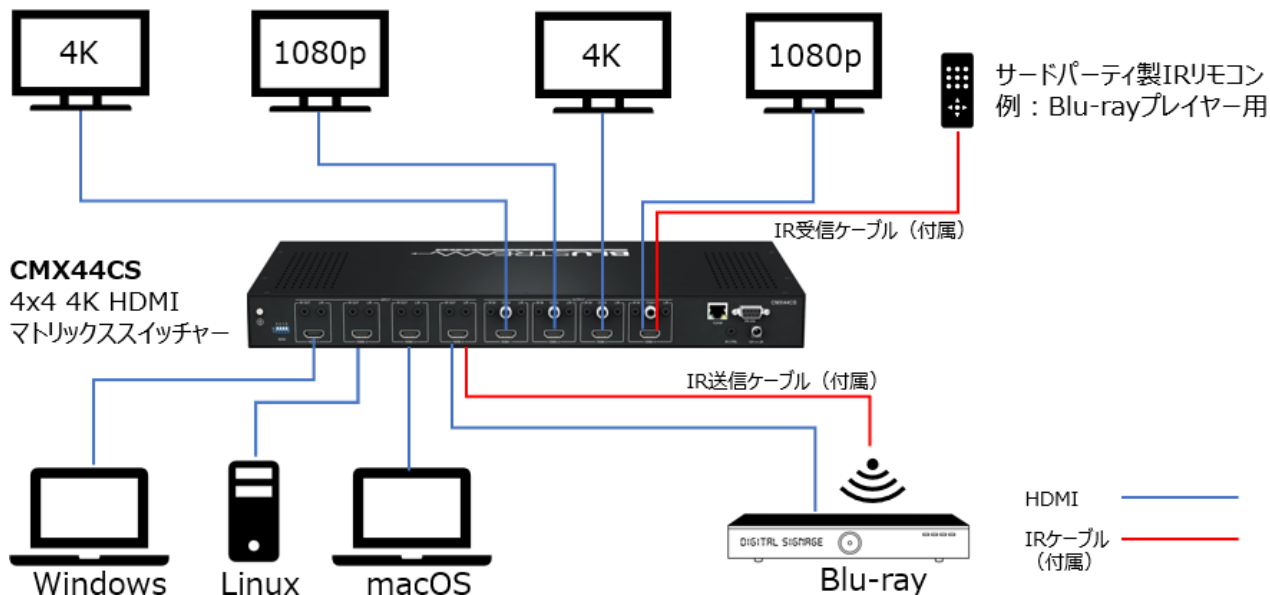 4K
1080p
4K
1080p
サードパーティ製IRリモコン
例：Blu-rayプレイヤー用
IR受信ケーブル（付属）
CMX44CS
4x4 4K HDMI
マトリックススイッチャー
BLUSTREAM
CMX44CS
IR送信ケーブル（付属）
DIGITAL SIGNAGE
HDMI
IRケーブル
（付属）
Windows
Linux
macOS
Blu-ray